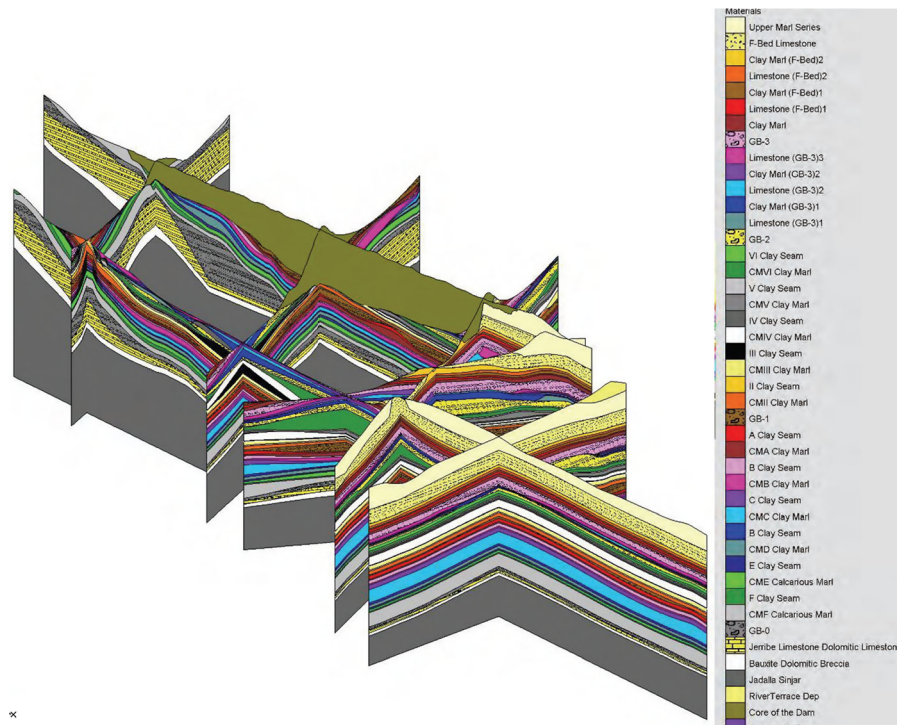 Materials
Upper Marl Series
F-Bed Limestone
Clay Marl (F-Bed)2
Limestone (F-Bed)2
Clay Marl (F-Bed)1
Limestone (F-Bed)1
Clay Marl
GB-3
Limestone (GB-3)3
Clay Marl (GB-3)2
Limestone (GB-3)2
Clay Marl (GB-3)1
Limestone (GB-3)1
GB-2
VI Clay Seam
CMVI Clay Marl
V Clay Seam
CMV Clay Marl
IV Clay Seam
CMIV Clay Marl
III Clay Seam
CMIII Clay Marl
II Clay Seam
CMII Clay Marl
GB-1
A Clay Seam
CMA Clay Marl
B Clay Seam
CMB Clay Marl
C Clay Seam
CMC Clay Marl
B Clay Seam
CMD Clay Marl
E Clay Seam
CME Calcarious Marl
F Clay Seam
CMF Calcarious Marl
GB-0
Jerribe Limestone Dolomitic Limeston
Bauxite Dolomitic Breccia
Jadalla Sinjar
RiverTerrace Dep
Core of the Dam